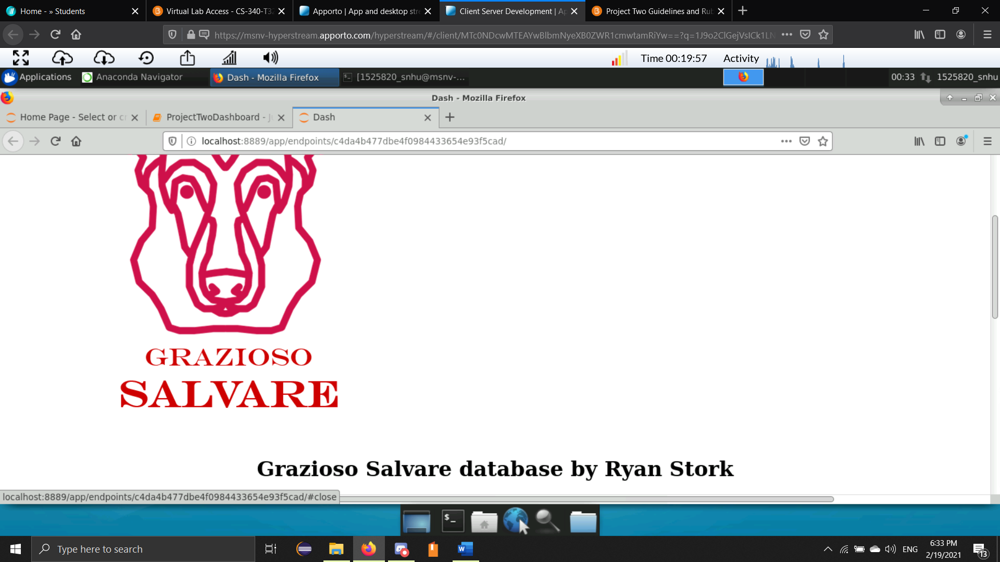 Home - » Students
Virtual Lab Access - CS-340-T32
Apporto | App and desktop stre
Client Server Development | Ap
Project Two Guidelines and Rub
https://msnv-hyperstream.apporto.com/hyperstream/#/client/MTc0NDcwMTEAYwBlbmNyeXB0ZWR1cmwtamRiYw==?q=1J9o2ClGejVsICk1LN
Time 00:19:57
Activity
Applications
Anaconda Navigator
Dash - Mozilla Firefox
[1525820_snhu@msnv-...
00:33
1525820_snhu
Dash - Mozilla Firefox
Home Page - Select or cr
ProjectTwoDashboard - Ju
Dash
localhost:8889/app/endpoints/c4da4b477dbe4f0984433654e93f5cad/
GRAZIOSO
SALVARE
Grazioso Salvare database by Ryan Stork
localhost:8889/app/endpoints/c4da4b477dbe4f0984433654e93f5cad/#close
$_
Type here to search
W
ENG
6:33 PM
2/19/2021
13